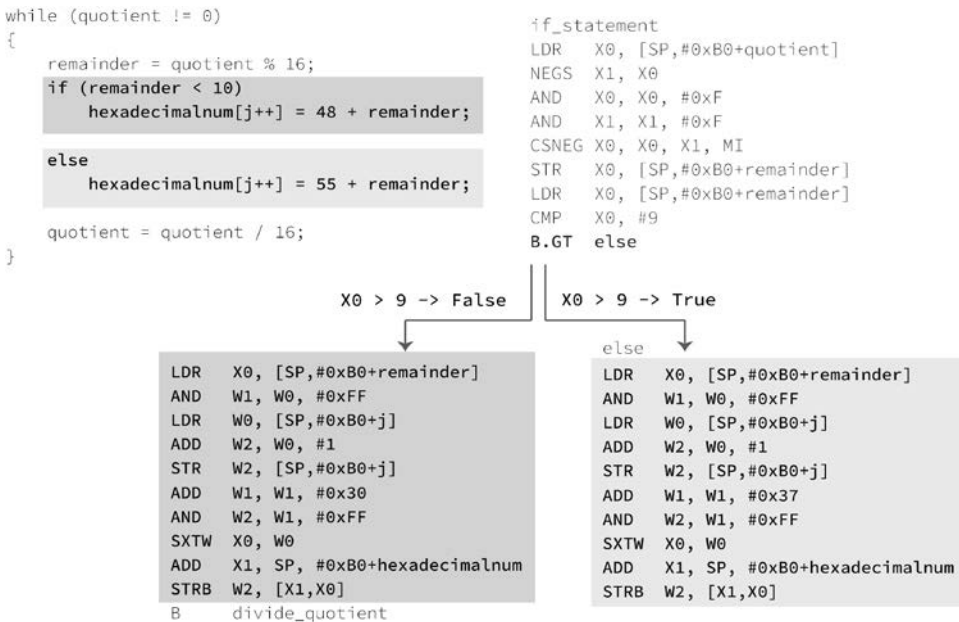 while (quotient != 0)
{
    remainder = quotient % 16;
    if (remainder < 10)
        hexadecimalnum[j++] = 48 + remainder;
    else
        hexadecimalnum[j++] = 55 + remainder;
    quotient = quotient / 16;
}
if_statement
LDR   X0, [SP,#0xB0+quotient]
NEGS  X1, X0
AND   X0, X0, #0xF
AND   X1, X1, #0xF
CSNEG X0, X0, X1, MI
STR   X0, [SP,#0xB0+remainder]
LDR   X0, [SP,#0xB0+remainder]
CMP   X0, #9
B.GT  else
X0 > 9 -> False
X0 > 9 -> True
LDR   X0, [SP,#0xB0+remainder]
AND   W1, W0, #0xFF
LDR   W0, [SP,#0xB0+j]
ADD   W2, W0, #1
STR   W2, [SP,#0xB0+j]
ADD   W1, W1, #0x30
AND   W2, W1, #0xFF
SXTW  X0, W0
ADD   X1, SP, #0xB0+hexadecimalnum
STRB  W2, [X1,X0]
B     divide_quotient
else
LDR   X0, [SP,#0xB0+remainder]
AND   W1, W0, #0xFF
LDR   W0, [SP,#0xB0+j]
ADD   W2, W0, #1
STR   W2, [SP,#0xB0+j]
ADD   W1, W1, #0x37
AND   W2, W1, #0xFF
SXTW  X0, W0
ADD   X1, SP, #0xB0+hexadecimalnum
STRB  W2, [X1,X0]